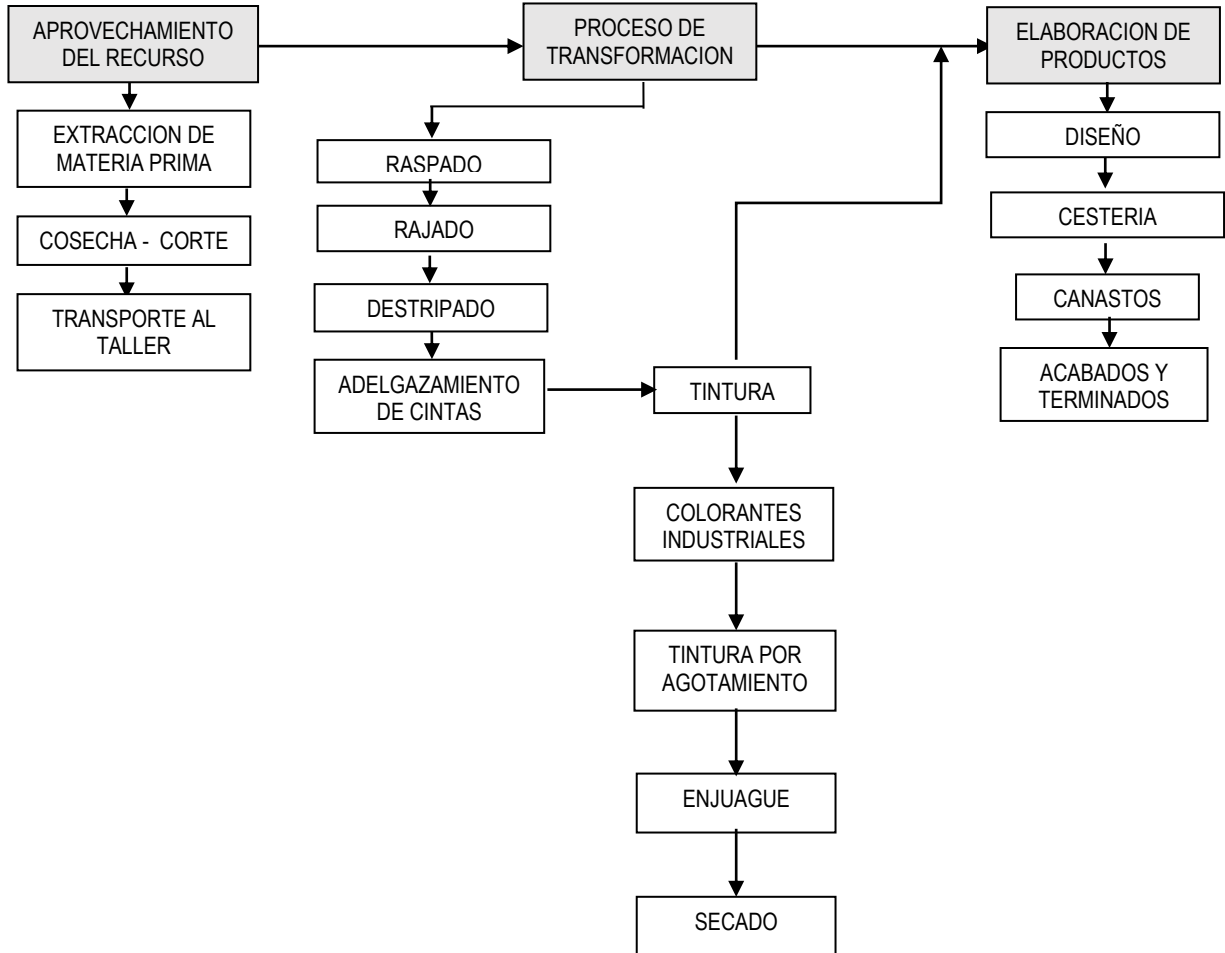 APROVECHAMIENTO
DEL RECURSO
PROCESO DE
TRANSFORMACION
ELABORACION DE
PRODUCTOS
EXTRACCION DE
MATERIA PRIMA
COSECHA - CORTE
TRANSPORTE AL
TALLER
RASPADO
RAJADO
DESTRIPADO
ADELGAZAMIENTO
DE CINTAS
TINTURA
COLORANTES
INDUSTRIALES
TINTURA POR
AGOTAMIENTO
ENJUAGUE
SECADO
DISEÑO
CESTERIA
CANASTOS
ACABADOS Y
TERMINADOS